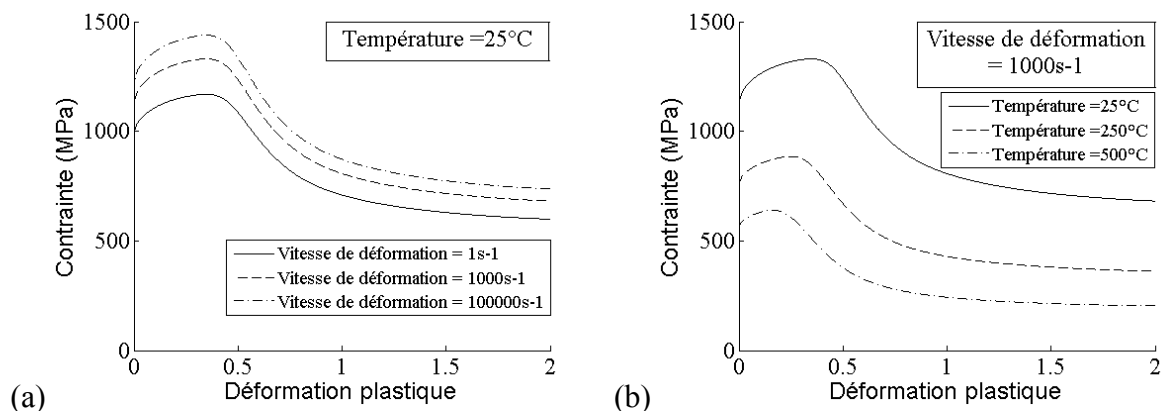 1500
1000
500
0
Contrainte (MPa)
Température =25°C
Vitesse de déformation = 1s-1
Vitesse de déformation = 1000s-1
Vitesse de déformation = 100000s-1
0
0.5
1
1.5
2
Déformation plastique
(a)
1500
1000
500
0
Contrainte (MPa)
Vitesse de déformation
= 1000s-1
Température =25°C
Température =250°C
Température =500°C
0
0.5
1
1.5
2
Déformation plastique
(b)